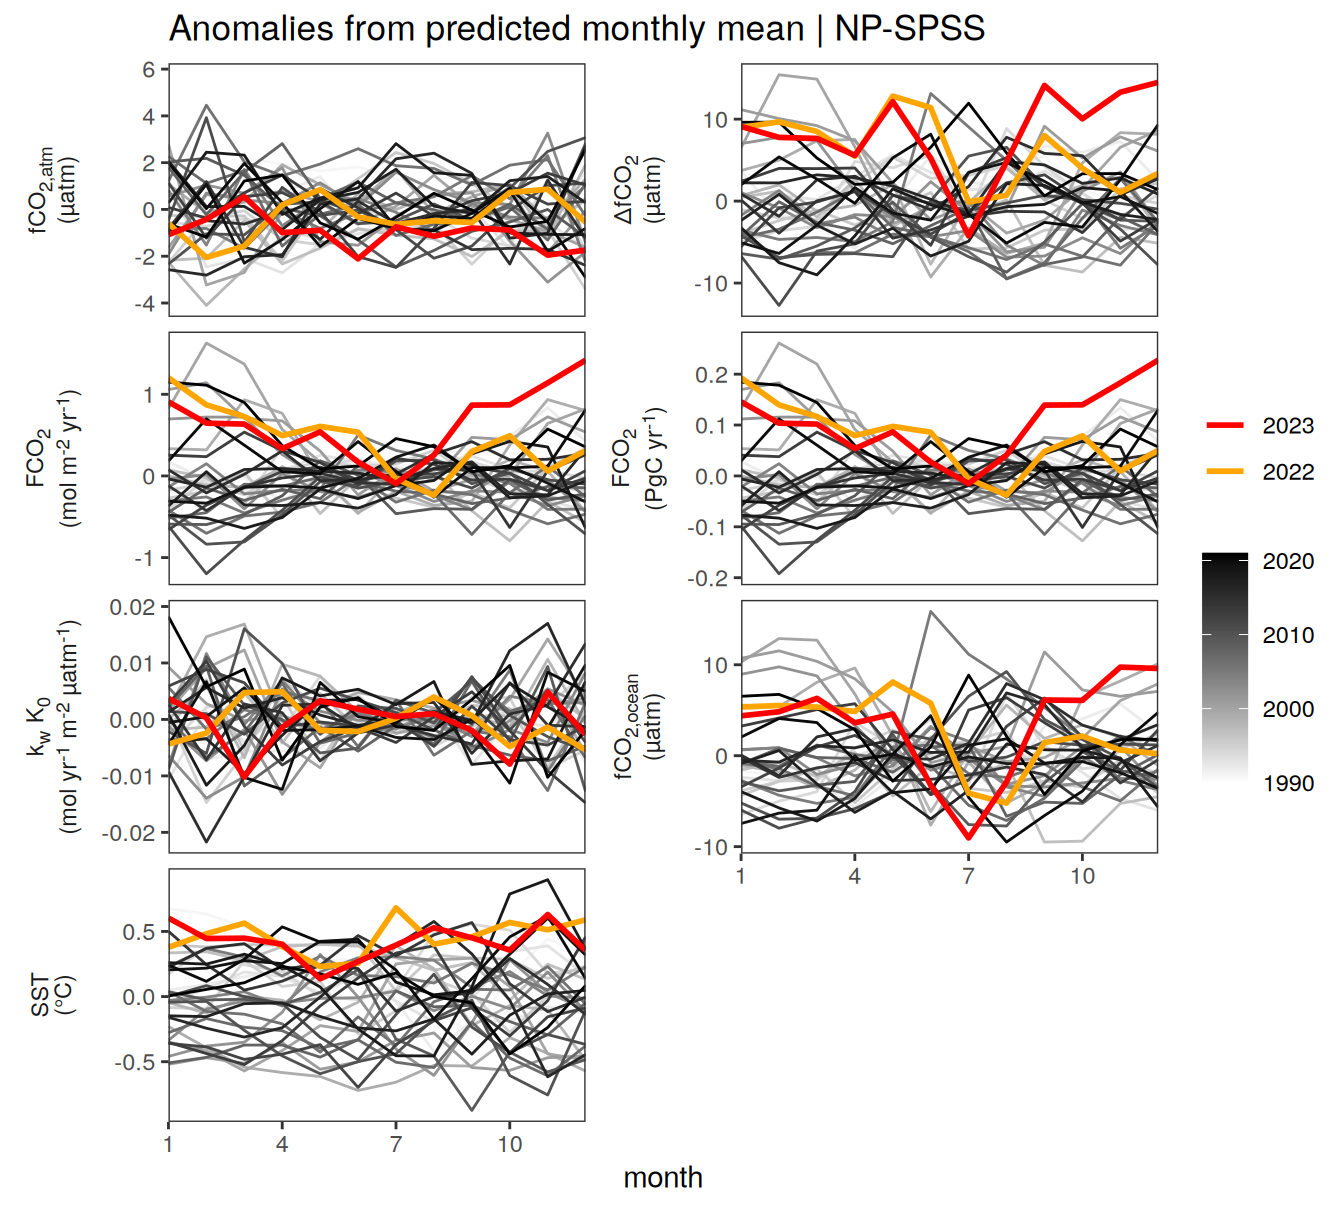 Anomalies from predicted monthly mean | NP-SPSS
fCO2,atm
(µatm)
6
4
2
0
-2
-4
ΔfCO2
(µatm)
10
0
-10
FCO2
(mol m-2 yr-1)
1
0
-1
FCO2
(PgC yr-1)
0.2
0.1
0.0
-0.1
-0.2
kw K0
(mol yr-1 m-2 µatm-1)
0.02
0.01
0.00
-0.01
-0.02
fCO2,ocean
(µatm)
10
0
-10
1 4 7 10
SST
(°C)
0.5
0.0
-0.5
1 4 7 10
month
2023
2022
2020
2010
2000
1990